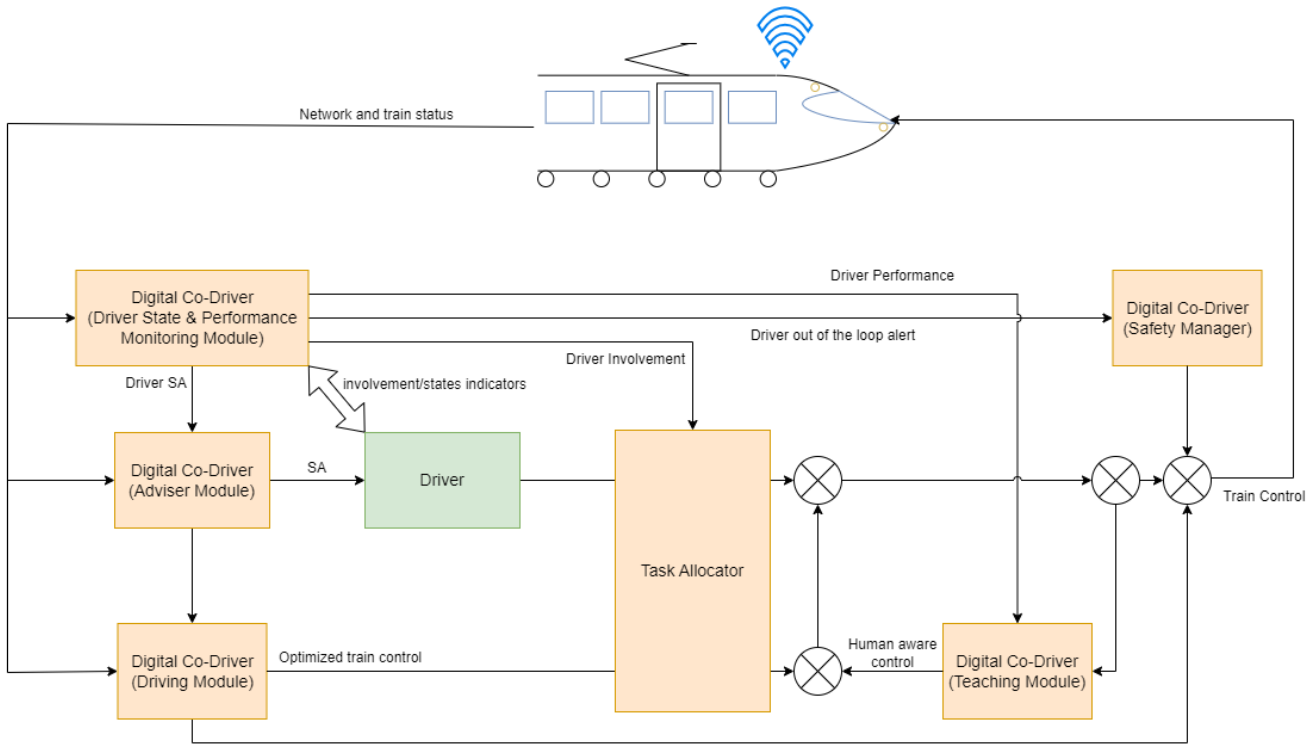 Network and train status
Driver Performance
Digital Co-Driver
(Driver State & Performance
Monitoring Module)
Digital Co-Driver
(Safety Manager)
Driver out of the loop alert
Driver Involvement
Driver SA
involvement/states indicators
Digital Co-Driver
(Adviser Module)
SA
Driver
Train Control
Task Allocator
Digital Co-Driver
(Driving Module)
Optimized train control
Human aware
control
Digital Co-Driver
(Teaching Module)